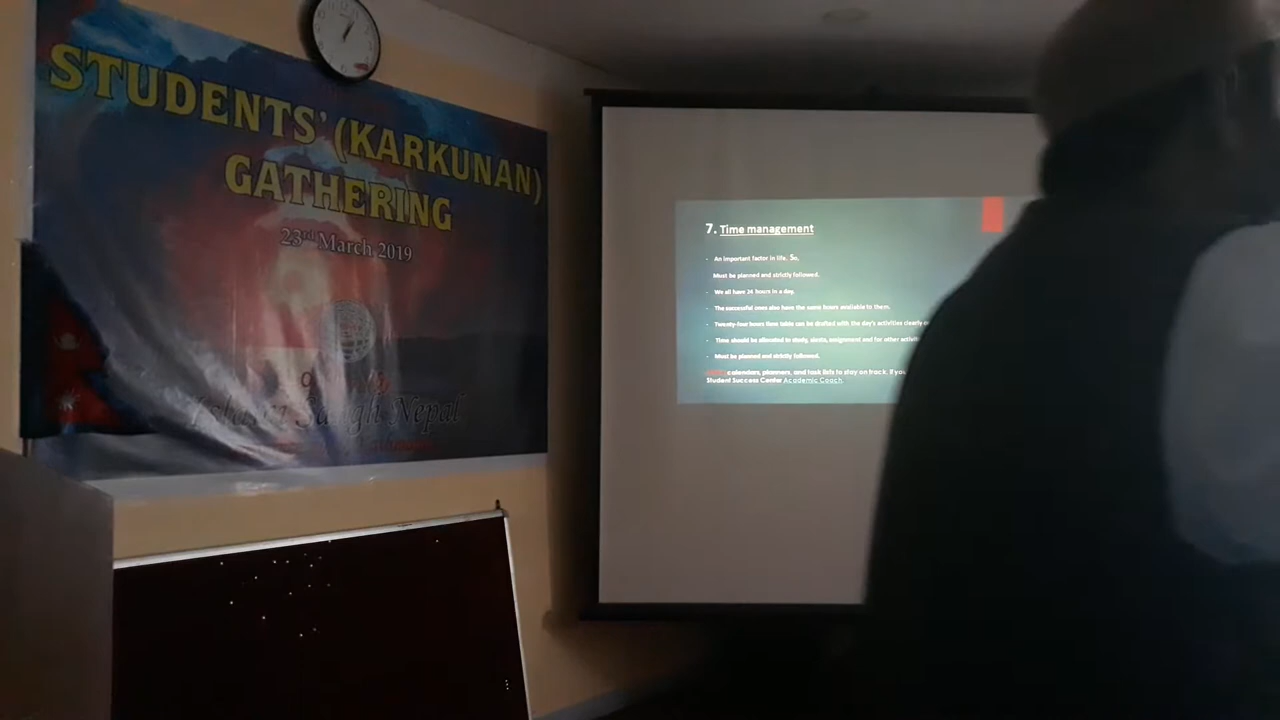 STUDENTS' (KARKUNAN)
GATHERING
23rd March 2019
Islami Sangh Nepal
7. Time management
- An important factor in life. So,
Must be planned and strictly followed.
- We all have 24 hours in a day.
- The successful ones also have the same hours available to them.
- Twenty-four hours time table can be drafted with the day's activities clearly
- Time should be allocated to study, class, assignment and for other
- Must be planned and strictly followed.
calendars, planners, and task lists to stay on track. If you
Student Success Center Academic Coach.